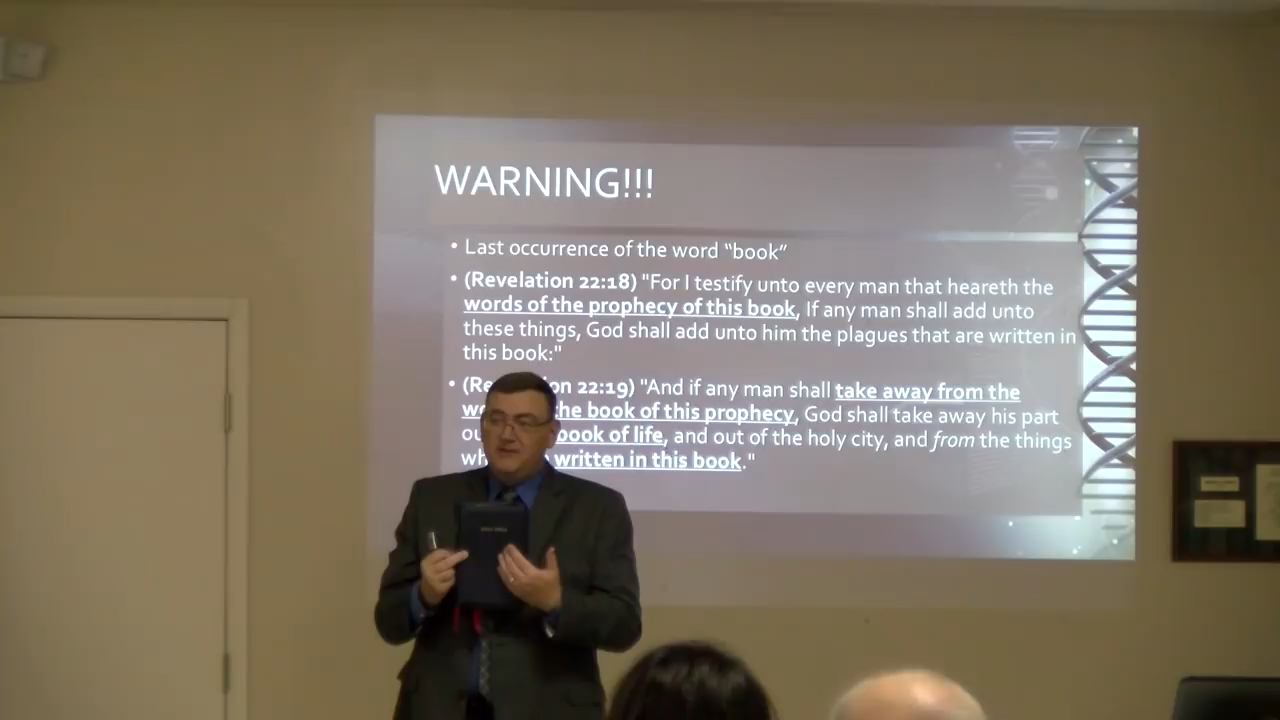 WARNING!!!
• Last occurrence of the word “book”
• (Revelation 22:18) "For I testify unto every man that heareth the
words of the prophecy of this book, If any man shall add unto
these things, God shall add unto him the plagues that are written in
this book:"
• (Re on 22:19) "And if any man shall take away from the
the book of this prophecy, God shall take away his part
book of life, and out of the holy city, and from the things
written in this book."
HOLY BIBLE